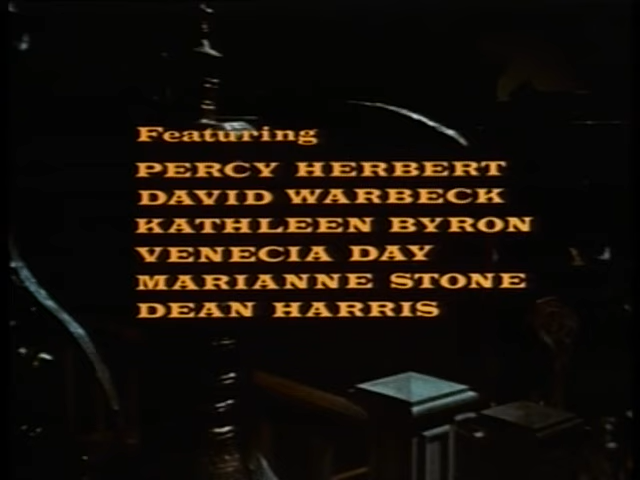 Featuring
PERCY HERBERT
DAVID WARBECK
KATHLEEN BYRON
VENECIA DAY
MARIANNE STONE
DEAN HARRIS